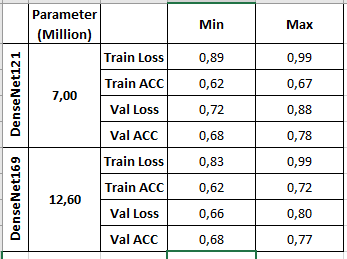 Parameter (Million) Min Max
DenseNet121 7,00 Train Loss 0,89 0,99
Train ACC 0,62 0,67
Val Loss 0,72 0,88
Val ACC 0,68 0,78
DenseNet169 12,60 Train Loss 0,83 0,99
Train ACC 0,62 0,72
Val Loss 0,66 0,80
Val ACC 0,68 0,77